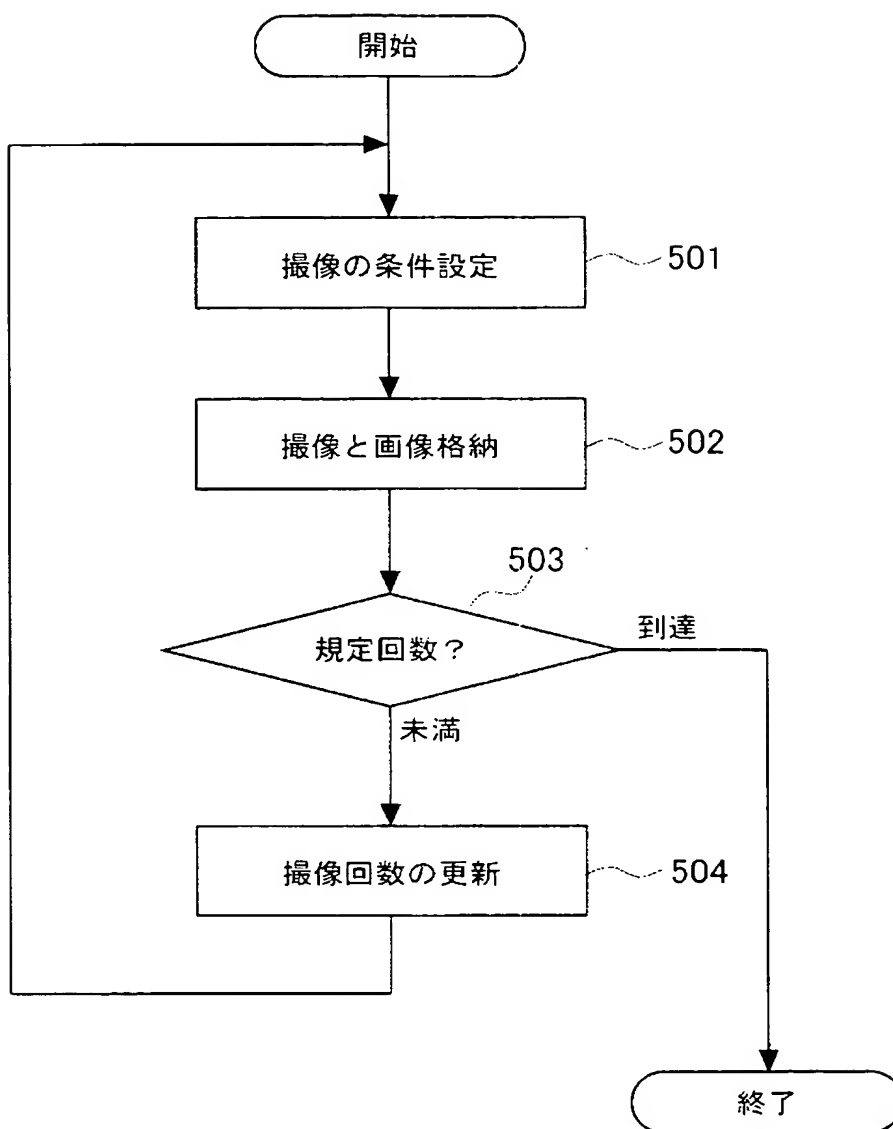 開始
撮像の条件設定
501
撮像と画像格納
502
503
規定回数？
到達
未満
撮像回数の更新
504
終了